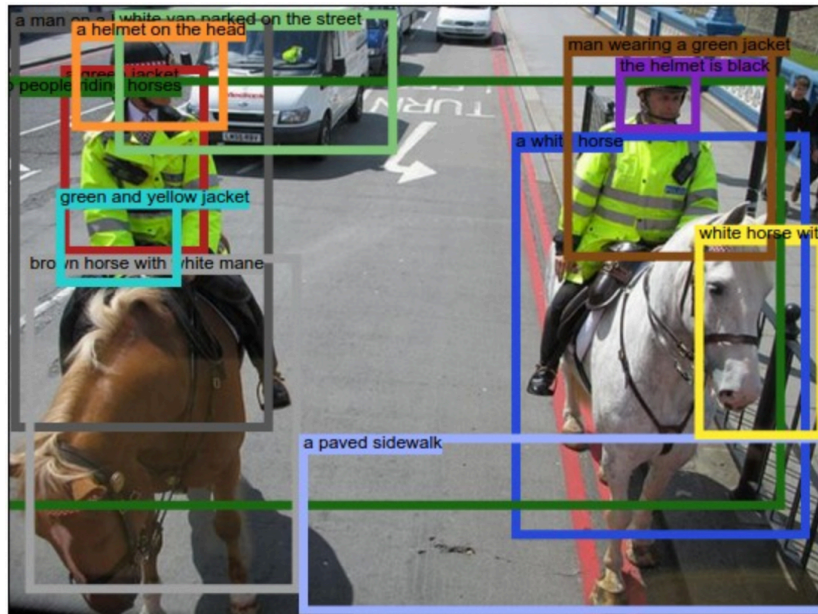 a man on a
white van parked on the street
a helmet on the head
man wearing a green jacket
a green jacket
the helmet is black
o people riding horses
TURN
LEFT
a white horse
green and yellow jacket
white horse wit
brown horse with white mane
a paved sidewalk